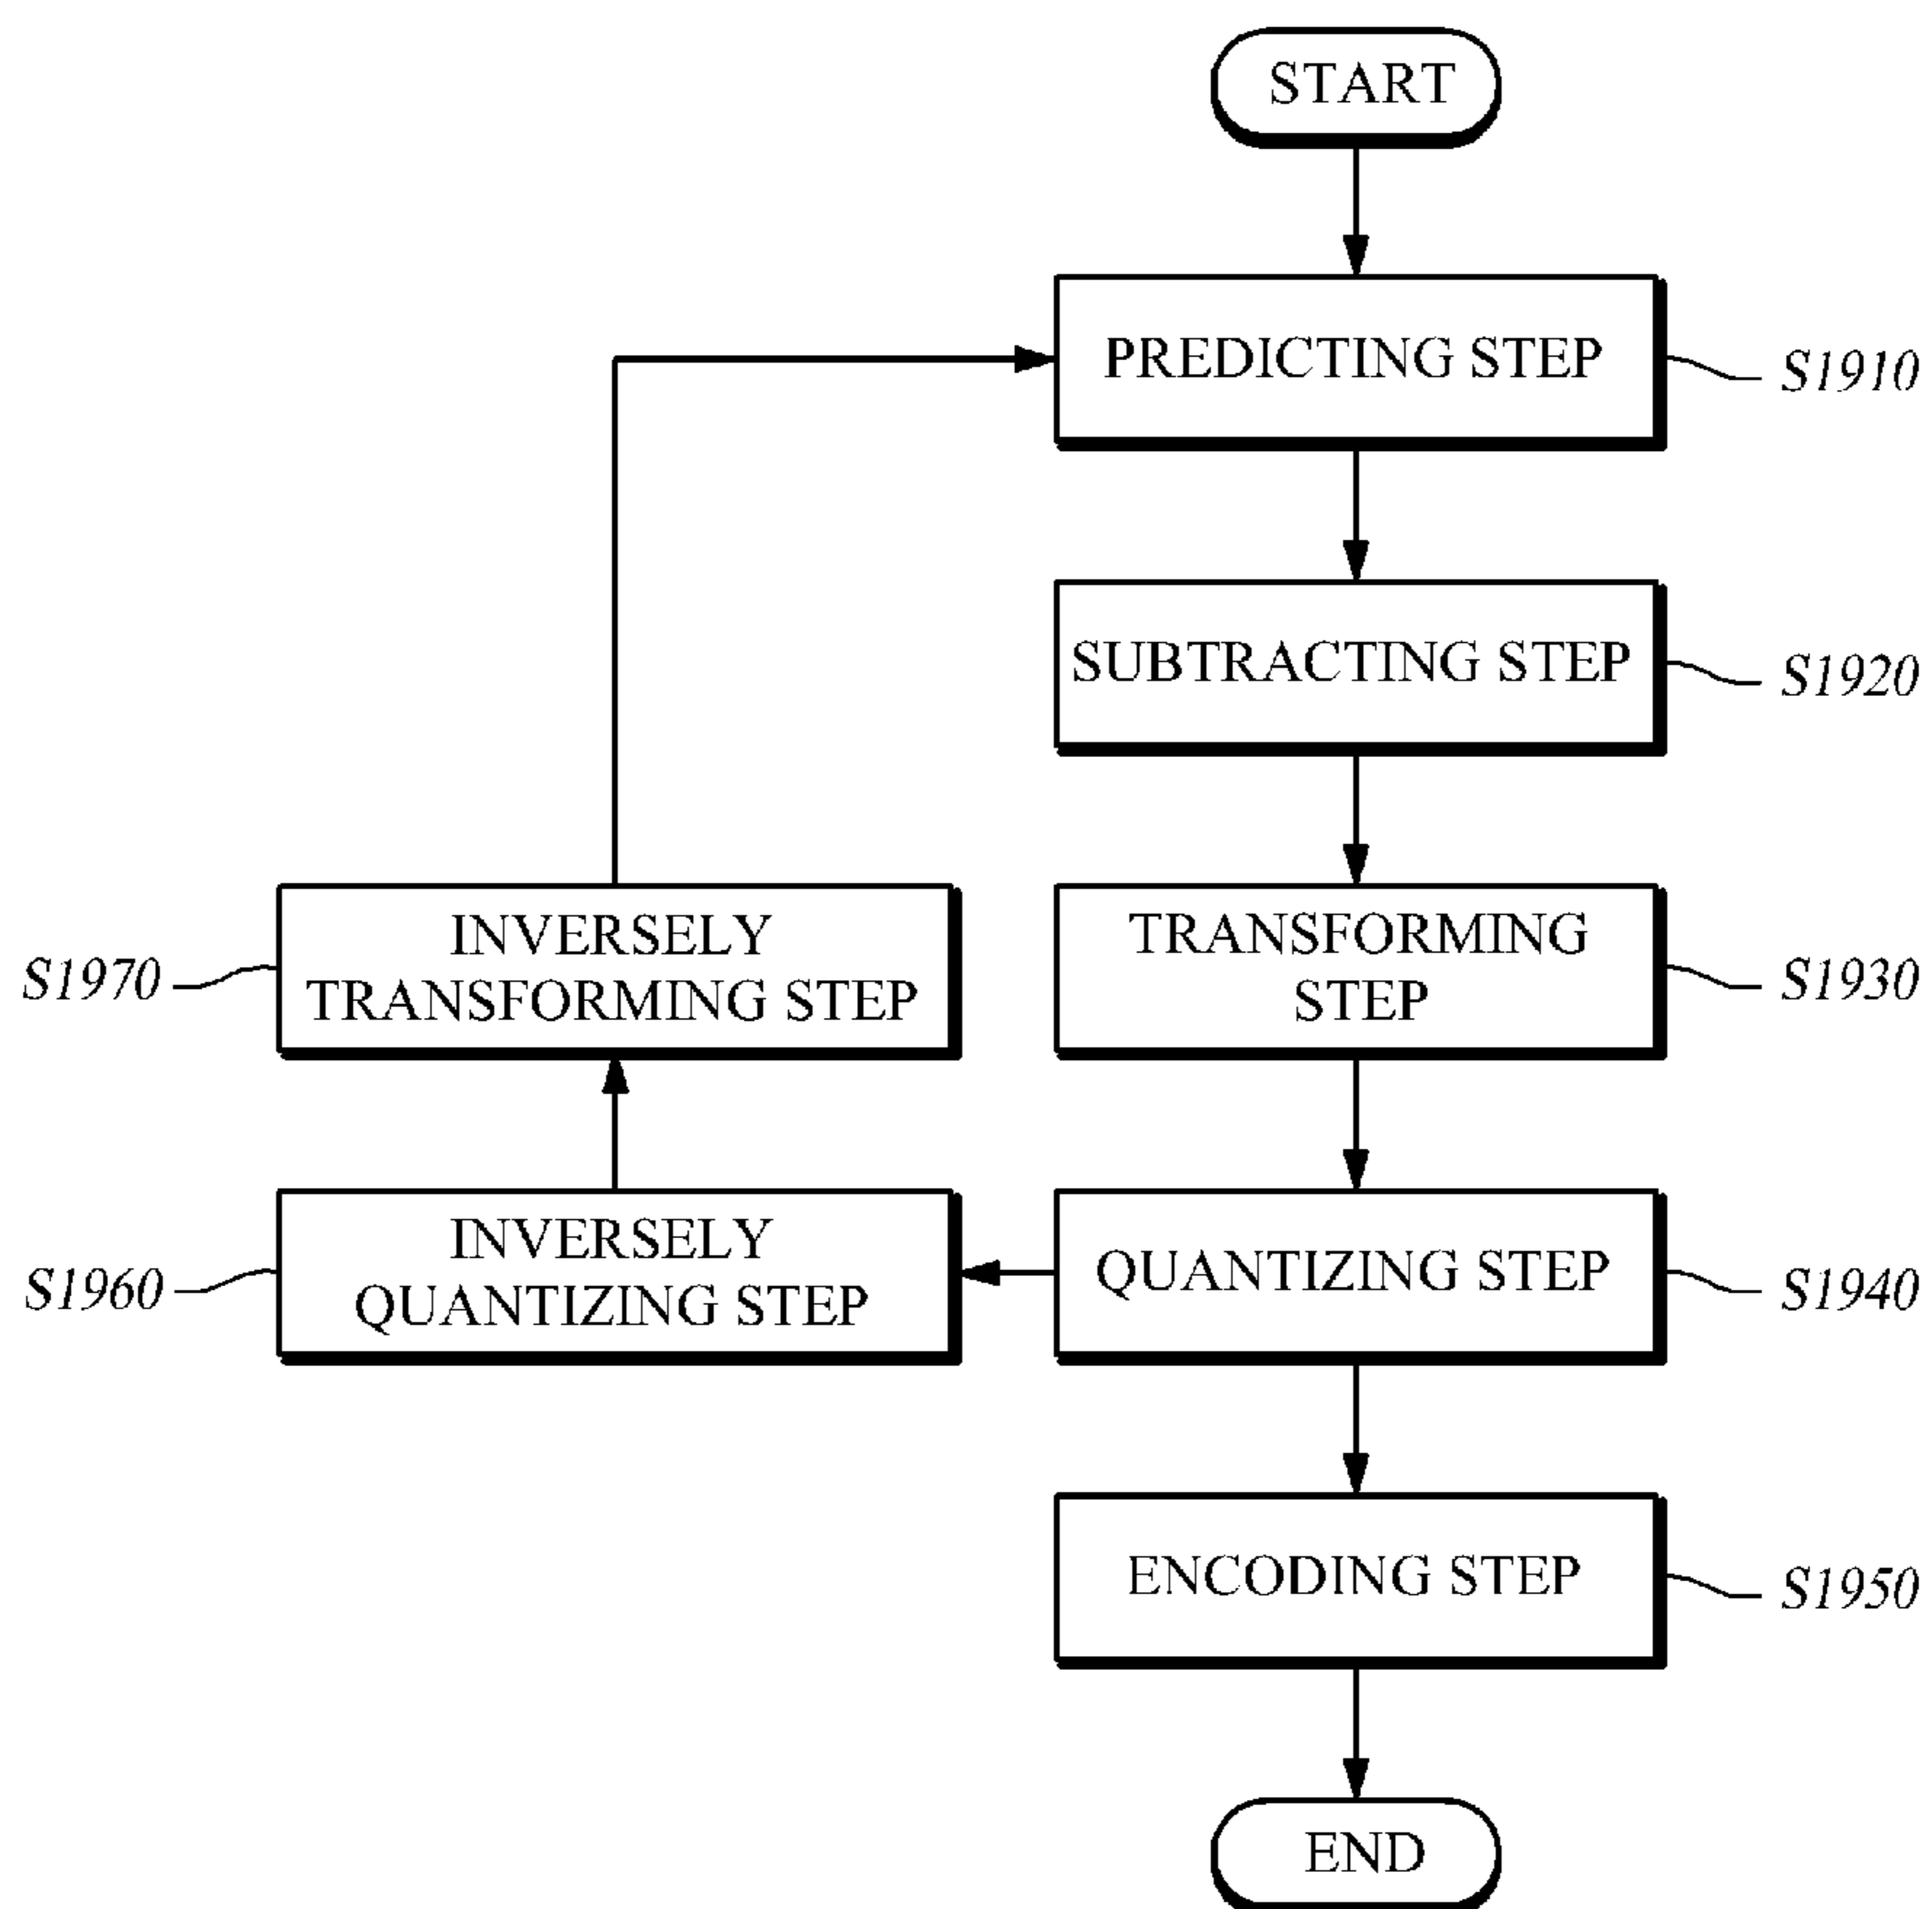 START
PREDICTING STEP
S1910
SUBTRACTING STEP
S1920
INVERSELY
TRANSFORMING STEP
S1970
TRANSFORMING
STEP
S1930
INVERSELY
QUANTIZING STEP
S1960
QUANTIZING STEP
S1940
ENCODING STEP
S1950
END